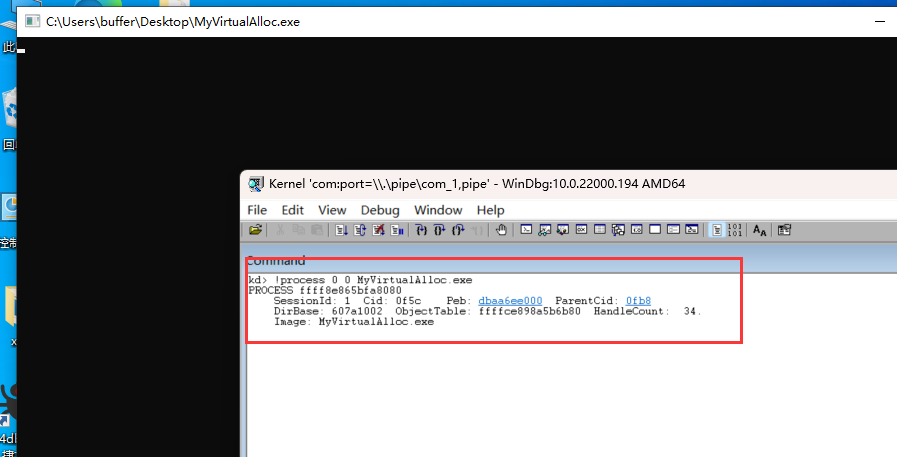 C:\Users\buffer\Desktop\MyVirtualAlloc.exe
此
回
控制
Kernel 'com:port=\\.\pipe\com_1,pipe' - WinDbg:10.0.22000.194 AMD64
File Edit View Debug Window Help
Command
kd> !process 0 0 MyVirtualAlloc.exe
PROCESS ffff8e865bfa8080
SessionId: 1 Cid: 0f5c Peb: dbaa6ee000 ParentCid: 0fb8
DirBase: 607a1002 ObjectTable: ffffce898a5b6b80 HandleCount: 34.
Image: MyVirtualAlloc.exe
x
4dl